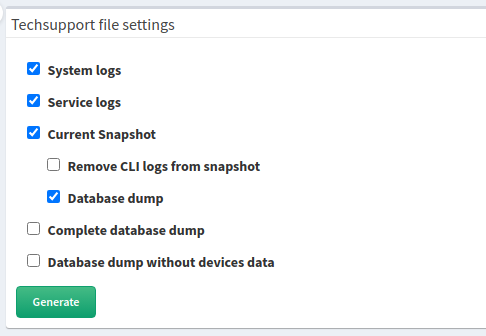 Techsupport file settings
System logs
Service logs
Current Snapshot
Remove CLI logs from snapshot
Database dump
Complete database dump
Database dump without devices data
Generate